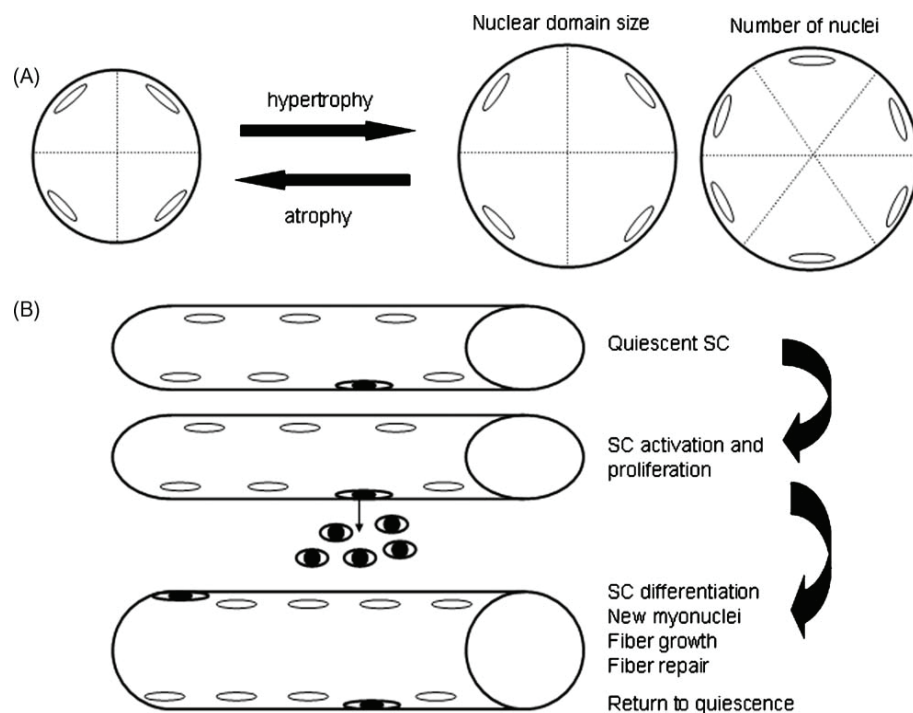 Nuclear domain size
Number of nuclei
(A)
hypertrophy
atrophy
(B)
Quiescent SC
SC activation and
proliferation
SC differentiation
New myonuclei
Fiber growth
Fiber repair
Return to quiescence